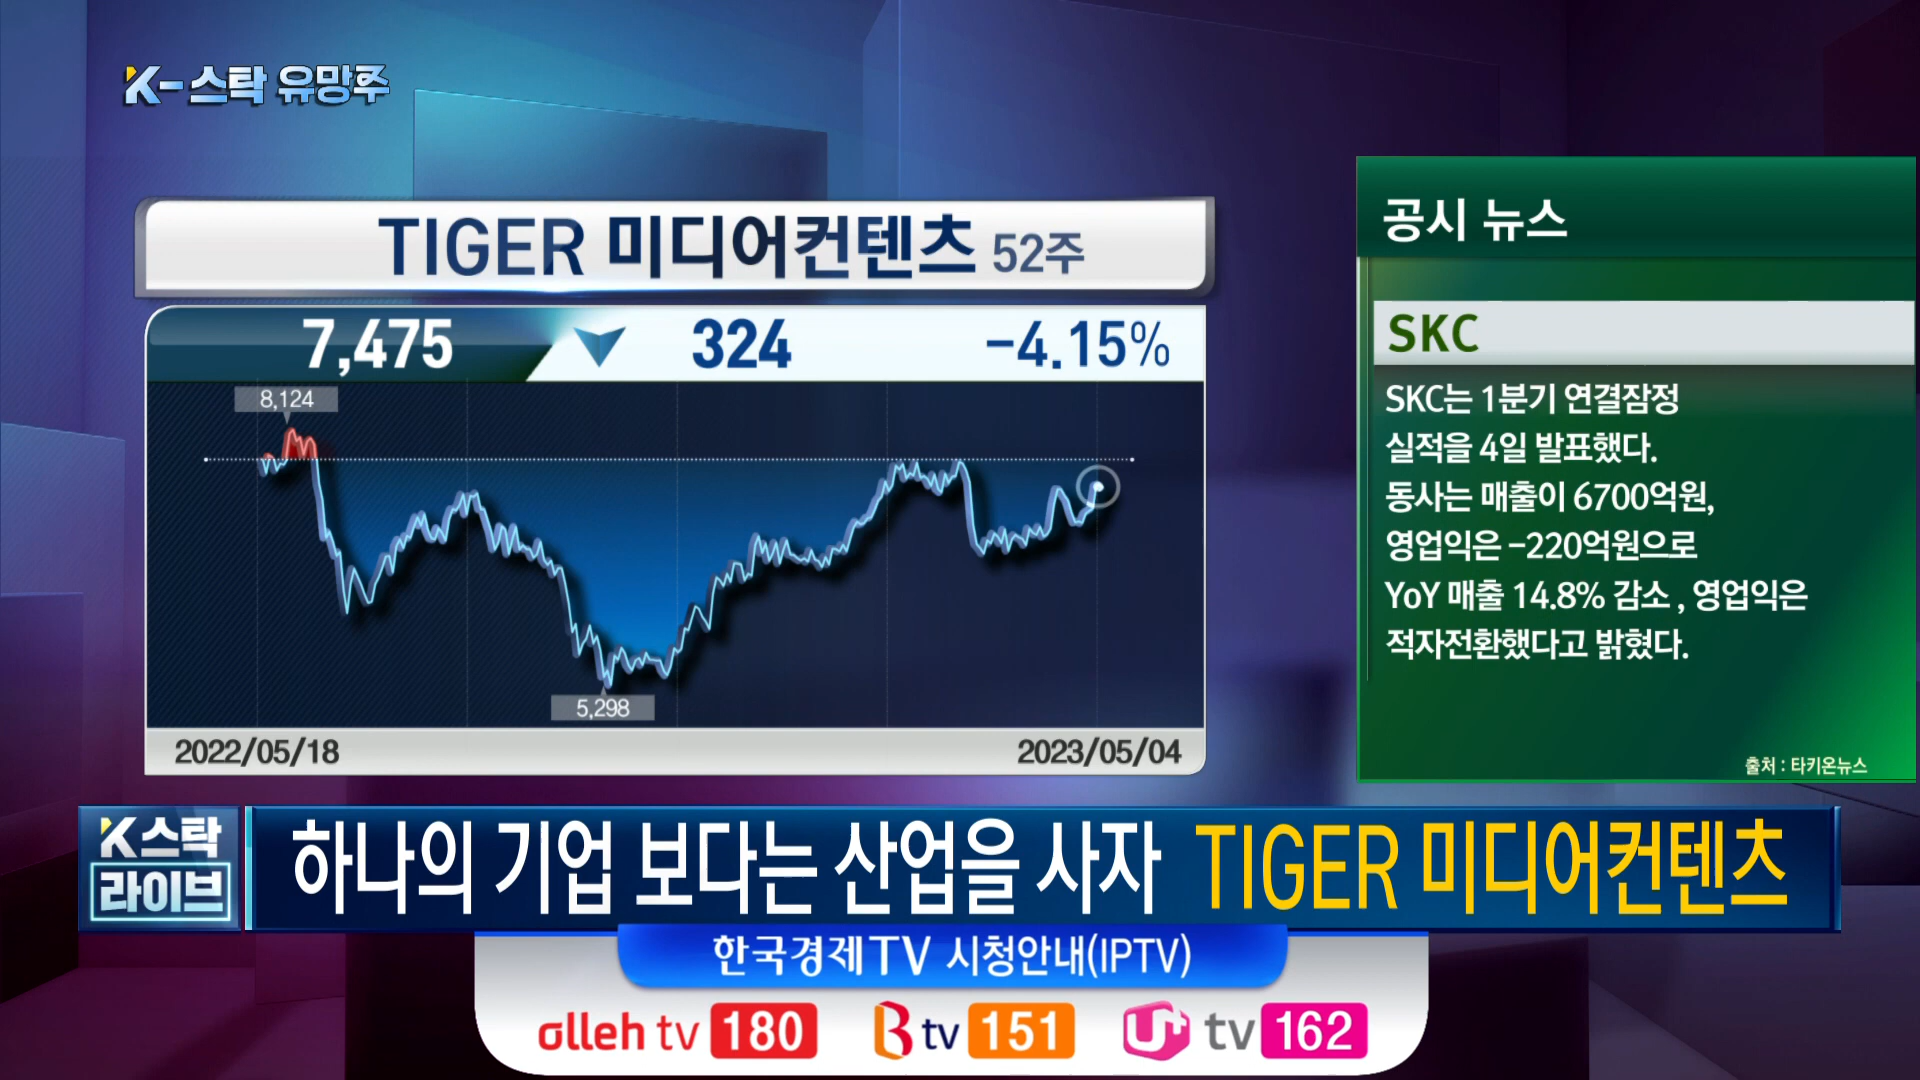 K-스탁 유망주
TIGER 미디어컨텐츠 52주
7,475 324 -4.15%
8,124
5,298
2022/05/18 2023/05/04
공시 뉴스
SKC
SKC는 1분기 연결잠정
실적을 4일 발표했다.
동사는 매출이 6700억원,
영업익은 -220억원으로
YoY 매출 14.8% 감소 , 영업익은
적자전환했다고 밝혔다.
출처 : 타키온뉴스
K스탁
라이브
하나의 기업 보다는 산업을 사자 TIGER 미디어컨텐츠
한국경제TV 시청안내(IPTV)
olleh tv 180 B tv 151 U+ tv 162